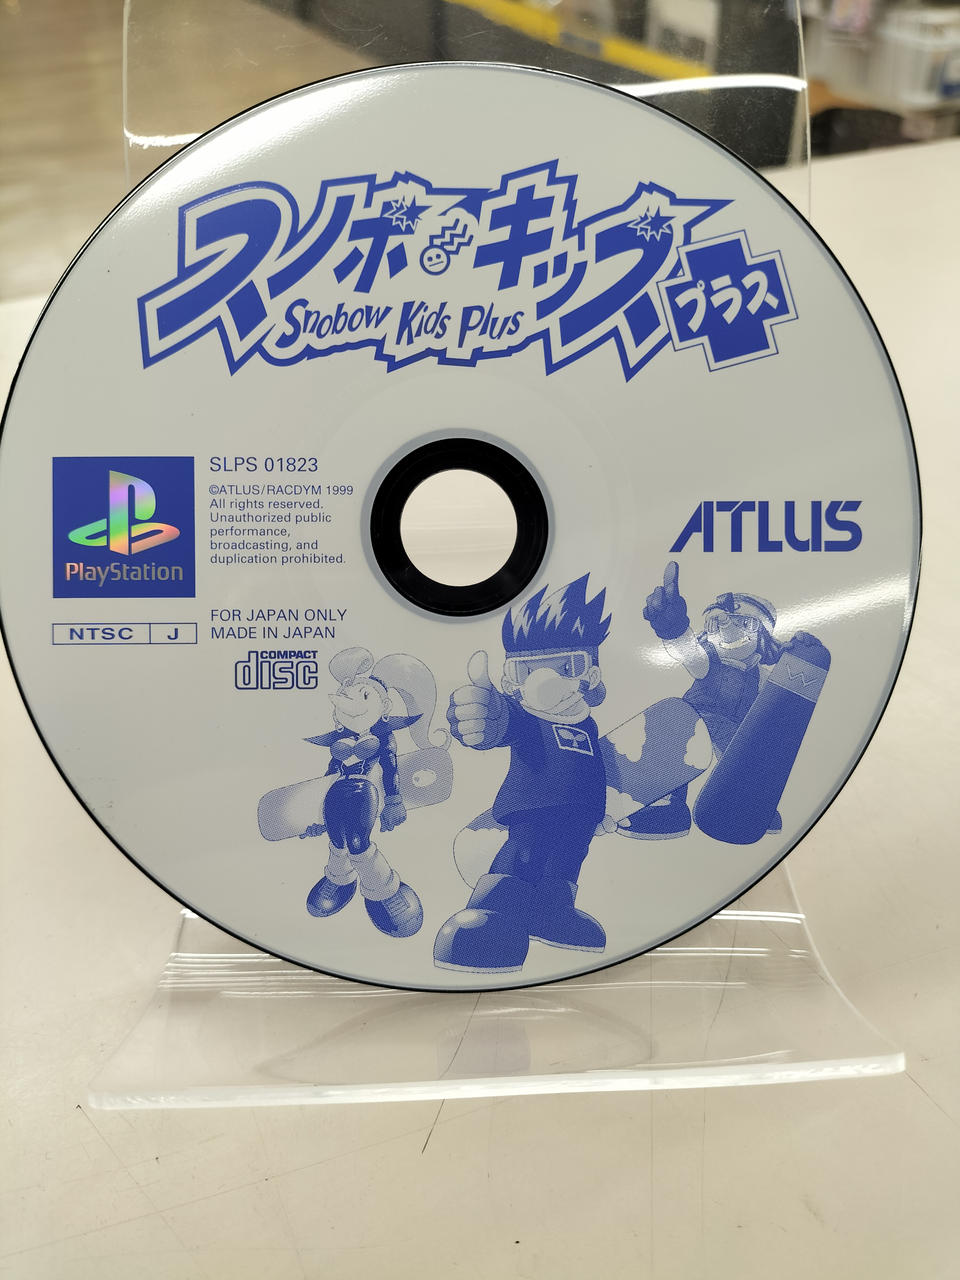 スノボキッズ
プラス
Snobow Kids Plus
SLPS 01823
©ATLUS/RACDYM 1999
All rights reserved.
Unauthorized public
performance,
broadcasting, and
duplication prohibited.
PlayStation
ATLUS
NTSC J
FOR JAPAN ONLY
MADE IN JAPAN
COMPACT
disc